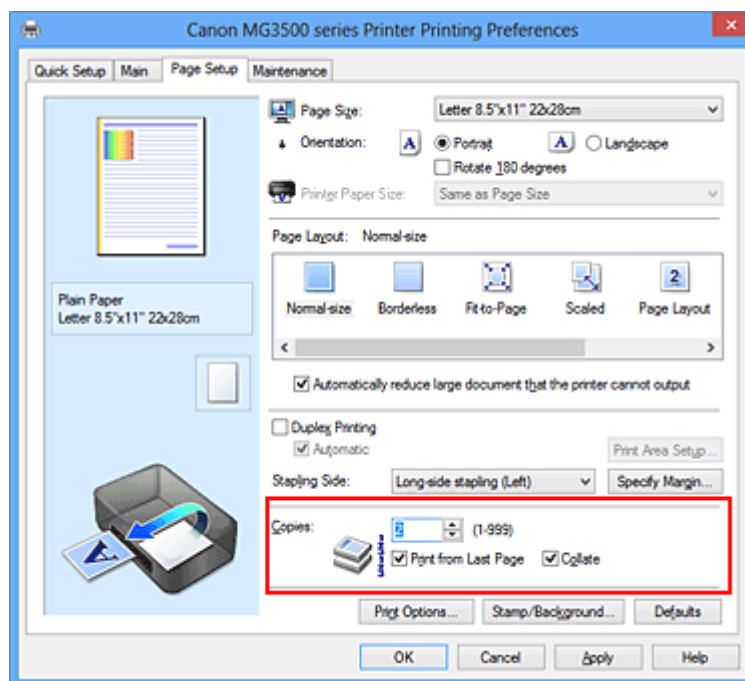 Canon MG3500 series Printer Printing Preferences
Quick Setup Main Page Setup Maintenance
Page Size: Letter 8.5"x11" 22x28cm
Orientation: A Portrait A Landscape
Rotate 180 degrees
Printer Paper Size: Same as Page Size
Page Layout: Normal-size
Normal-size Borderless Fit-to-Page Scaled 2 Page Layout
Plain Paper
Letter 8.5"x11" 22x28cm
Automatically reduce large document that the printer cannot output
Duplex Printing
Automatic Print Area Setup...
Stapling Side: Long-side stapling (Left) Specify Margin...
Copies: 2 (1-999)
Print from Last Page Collate
A
Print Options... Stamp/Background... Defaults
OK Cancel Apply Help